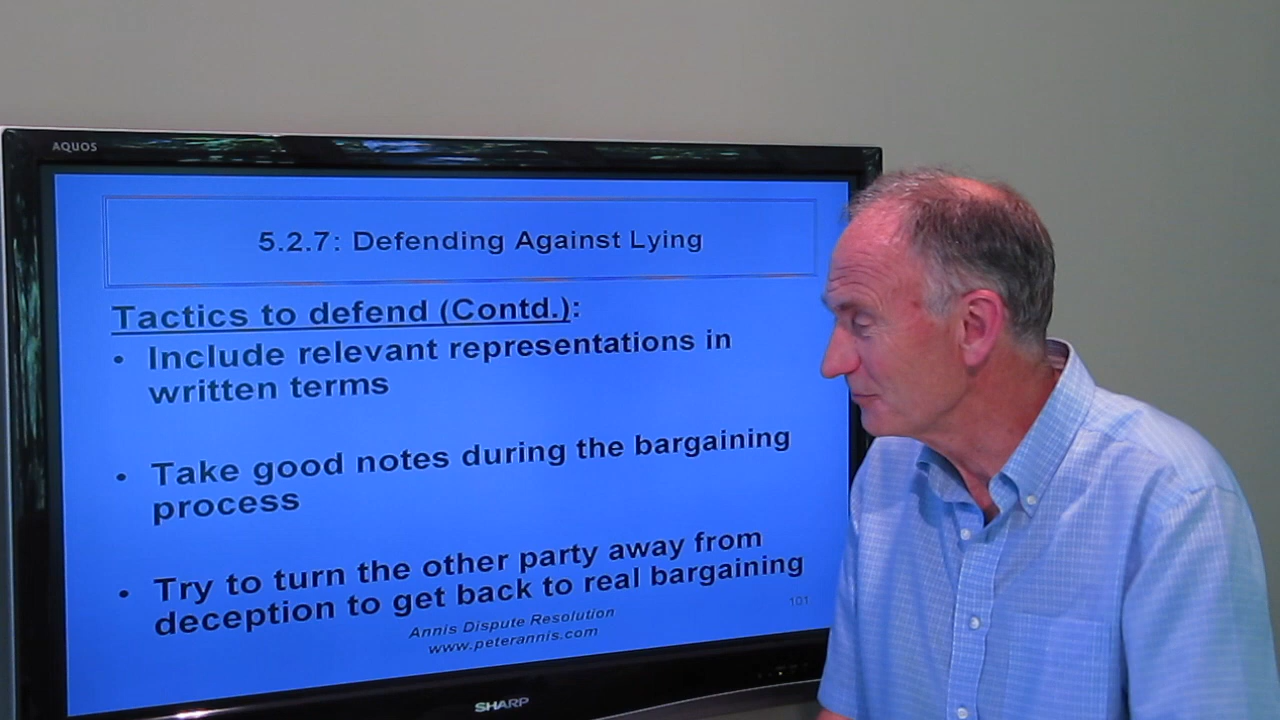 AQUOS
5.2.7: Defending Against Lying
Tactics to defend (Contd.):
• Include relevant representations in
written terms
• Take good notes during the bargaining
process
• Try to turn the other party away from
deception to get back to real bargaining
101
Annis Dispute Resolution
www.peterannis.com
SHARP